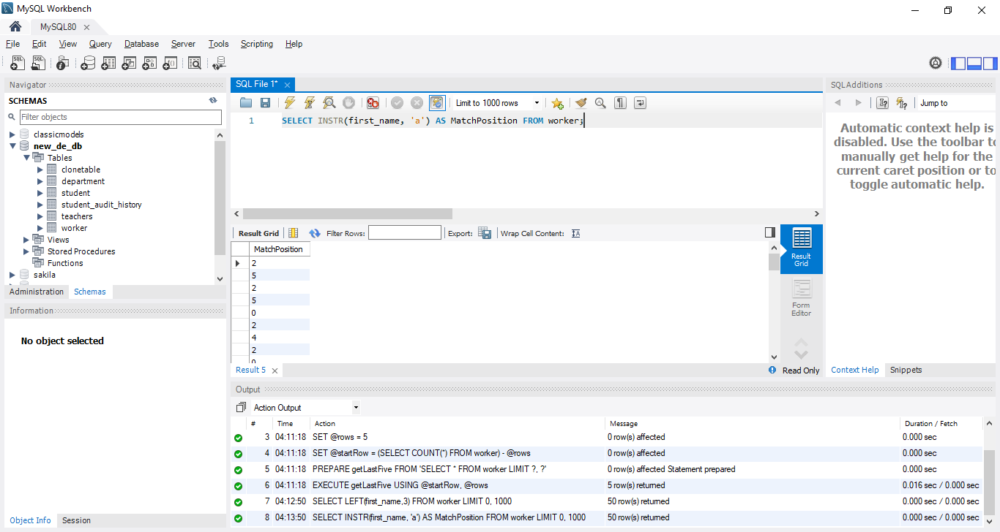 MySQL Workbench
MySQL80
File Edit View Query Database Server Tools Scripting Help
Navigator
SCHEMAS
Filter objects
classicmodels
new_de_db
Tables
clonetable
department
student
student_audit_history
teachers
worker
Views
Stored Procedures
Functions
sakila
Administration Schemas
Information
No object selected
Object Info Session
SQL File 1*
Limit to 1000 rows
1 SELECT INSTR(first_name, 'a') AS MatchPosition FROM worker;
Result Grid Filter Rows: Export: Wrap Cell Content:
MatchPosition
2
5
2
5
0
2
4
2
0
Result Grid
Form Editor
Result 5
Read Only
SQLAdditions
Jump to
Automatic context help is
disabled. Use the toolbar to
manually get help for the
current caret position or to
toggle automatic help.
Context Help Snippets
Output
Action Output
# Time Action Message Duration / Fetch
3 04:11:18 SET @rows = 5 0 row(s) affected 0.000 sec
4 04:11:18 SET @startRow = (SELECT COUNT(*) FROM worker) - @rows 0 row(s) affected 0.000 sec
5 04:11:18 PREPARE getLastFive FROM 'SELECT * FROM worker LIMIT ?, ?' 0 row(s) affected Statement prepared 0.000 sec
6 04:11:18 EXECUTE getLastFive USING @startRow, @rows 5 row(s) returned 0.016 sec / 0.000 sec
7 04:12:50 SELECT LEFT(first_name,3) FROM worker LIMIT 0, 1000 50 row(s) returned 0.000 sec / 0.000 sec
8 04:13:50 SELECT INSTR(first_name, 'a') AS MatchPosition FROM worker LIMIT 0, 1000 50 row(s) returned 0.000 sec / 0.000 sec